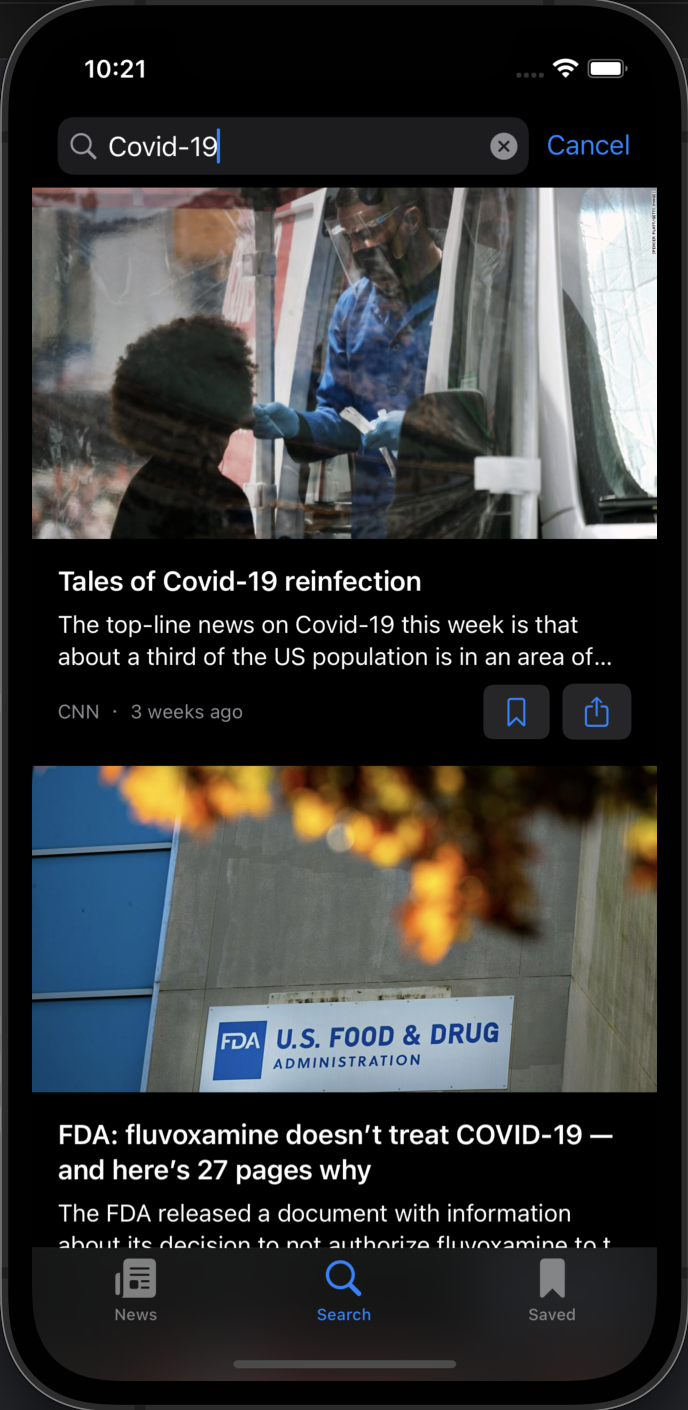 10:21
Covid-19
Cancel
Tales of Covid-19 reinfection
The top-line news on Covid-19 this week is that
about a third of the US population is in an area of...
CNN · 3 weeks ago
FDA U.S. FOOD & DRUG
ADMINISTRATION
FDA: fluvoxamine doesn’t treat COVID-19 —
and here’s 27 pages why
The FDA released a document with information
about its decision to not authorize fluvoxamine to t
News
Search
Saved